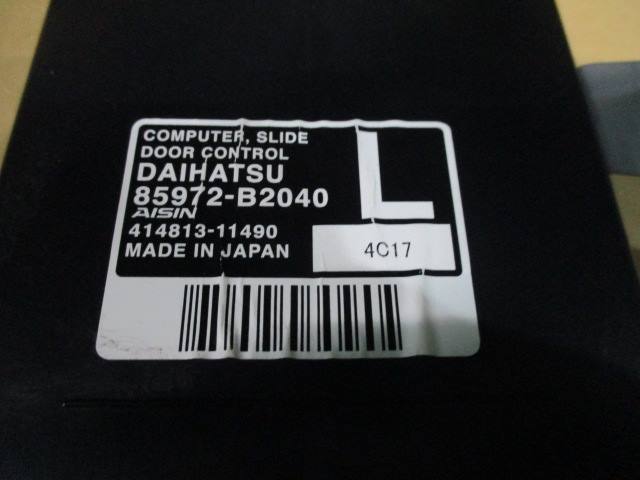 COMPUTER, SLIDE
DOOR CONTROL
DAIHATSU
85972-B2040
AISIN
414813-11490
MADE IN JAPAN
L
4C17